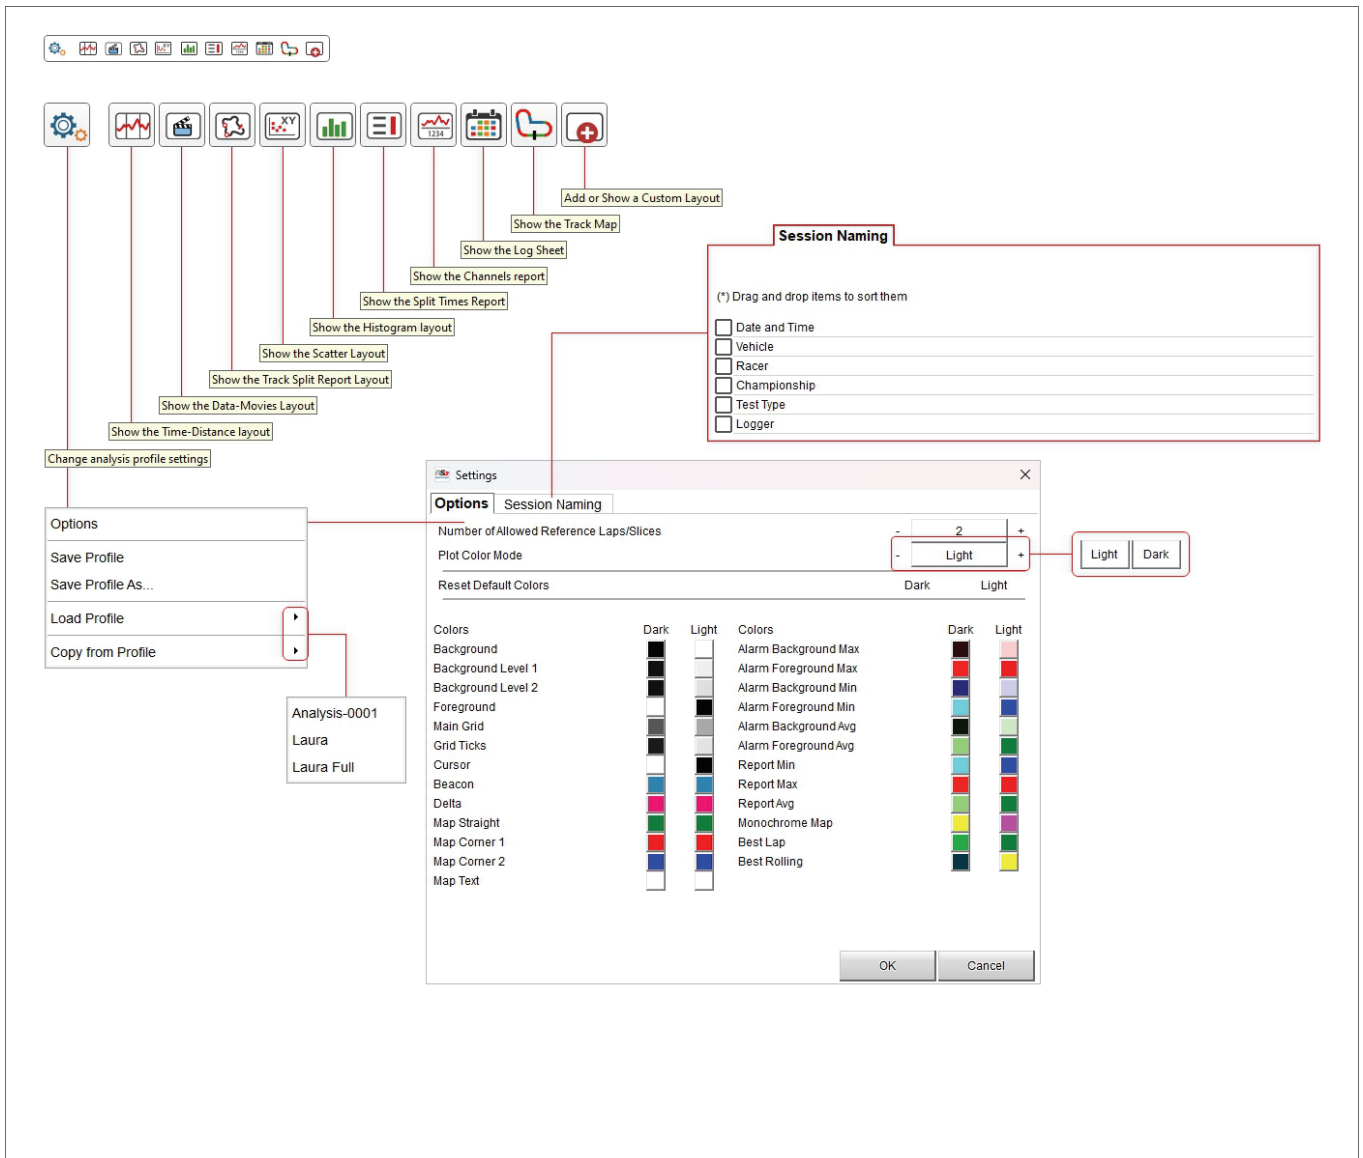 XY
1234
Add or Show a Custom Layout
Show the Track Map
Show the Log Sheet
Show the Channels report
Show the Split Times Report
Show the Histogram layout
Show the Scatter Layout
Show the Track Split Report Layout
Show the Data-Movies Layout
Show the Time-Distance layout
Change analysis profile settings
Session Naming
(*) Drag and drop items to sort them
Date and Time
Vehicle
Racer
Championship
Test Type
Logger
Options
Save Profile
Save Profile As...
Load Profile
Copy from Profile
Analysis-0001
Laura
Laura Full
Settings
Options Session Naming
Number of Allowed Reference Laps/Slices - 2 +
Plot Color Mode - Light +
Light Dark
Reset Default Colors Dark Light
Colors Dark Light Colors Dark Light
Background Alarm Background Max
Background Level 1 Alarm Foreground Max
Background Level 2 Alarm Background Min
Foreground Alarm Foreground Min
Main Grid Alarm Background Avg
Grid Ticks Alarm Foreground Avg
Cursor Report Min
Beacon Report Max
Delta Report Avg
Map Straight Monochrome Map
Map Corner 1 Best Lap
Map Corner 2 Best Rolling
Map Text
OK Cancel